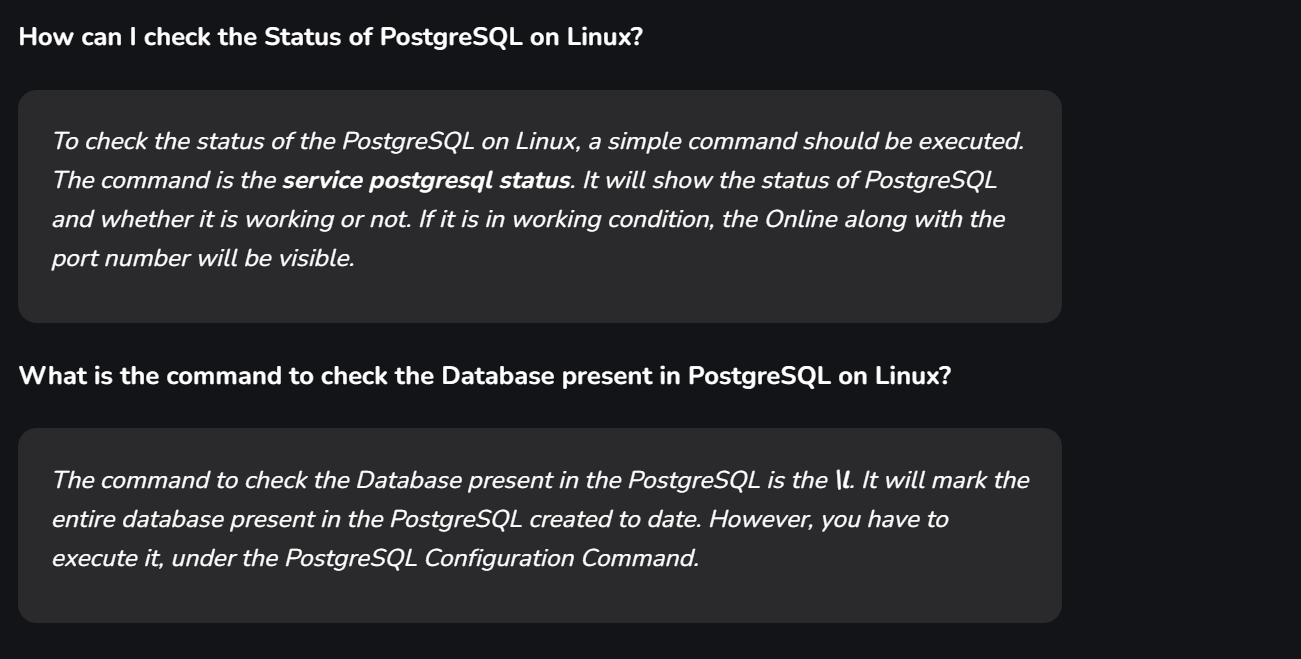 How can I check the Status of PostgreSQL on Linux?
To check the status of the PostgreSQL on Linux, a simple command should be executed.
The command is the service postgresql status. It will show the status of PostgreSQL
and whether it is working or not. If it is in working condition, the Online along with the
port number will be visible.
What is the command to check the Database present in PostgreSQL on Linux?
The command to check the Database present in the PostgreSQL is the \l. It will mark the
entire database present in the PostgreSQL created to date. However, you have to
execute it, under the PostgreSQL Configuration Command.